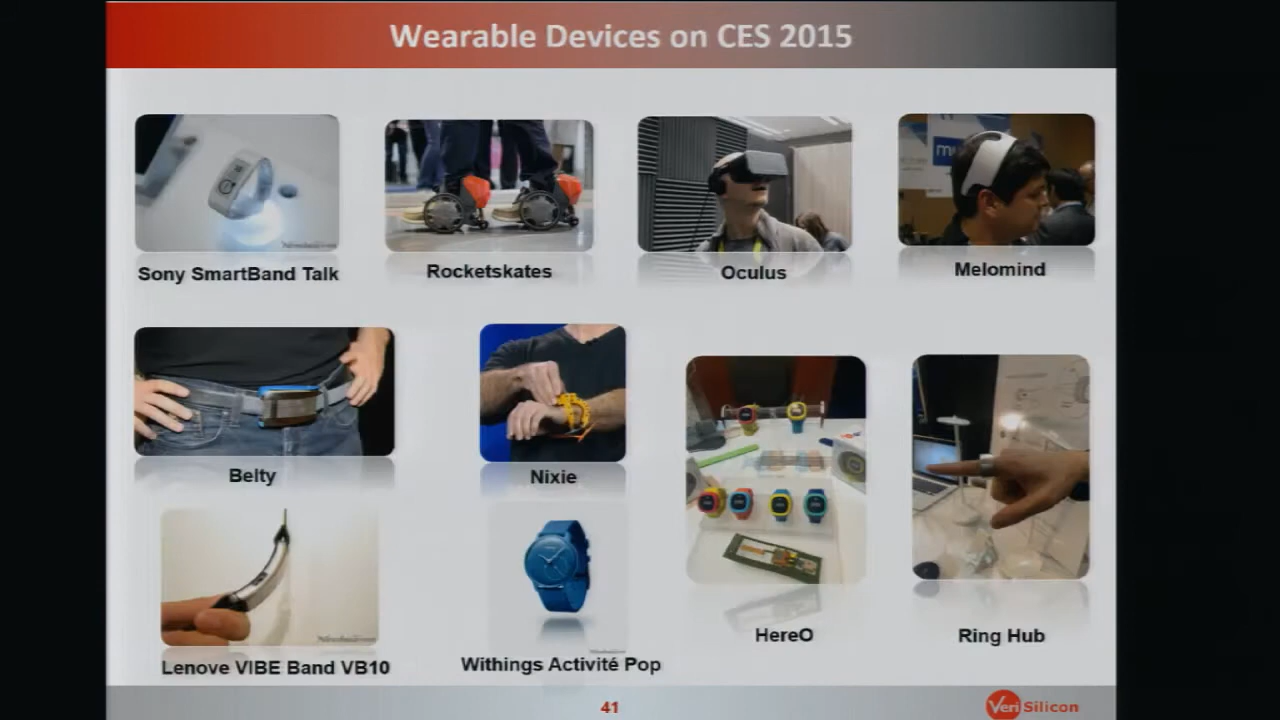 Wearable Devices on CES 2015
Sony SmartBand Talk
Rocketskates
Oculus
Melomind
Belty
Nixie
HereO
Ring Hub
Lenove VIBE Band VB10
Withings Activité Pop
41
VeriSilicon